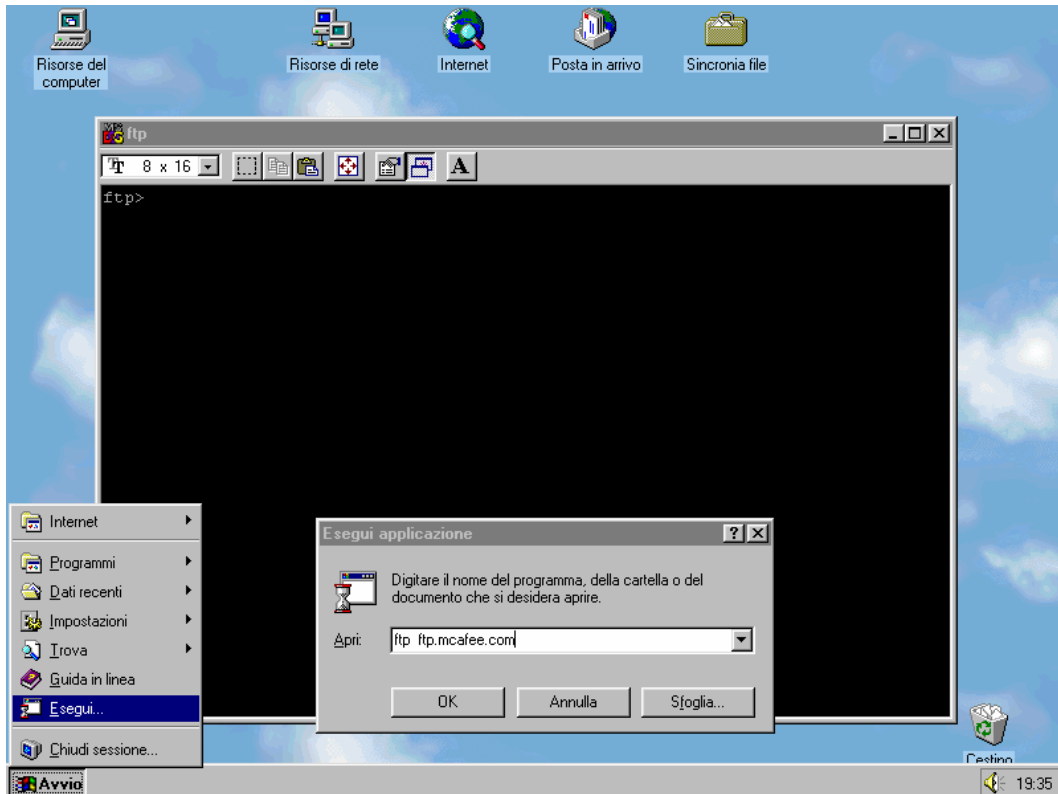 Risorse del
computer
Risorse di rete
Internet
Posta in arrivo
Sincronia file
ftp
8 x 16
A
ftp>
Internet
Programmi
Dati recenti
Impostazioni
Trova
Guida in linea
Esegui...
Chiudi sessione...
Esegui applicazione
Digitare il nome del programma, della cartella o del
documento che si desidera aprire.
Apri:
ftp ftp.mcafee.com
OK
Annulla
Sfoglia...
Cestino
Avvio
19:35